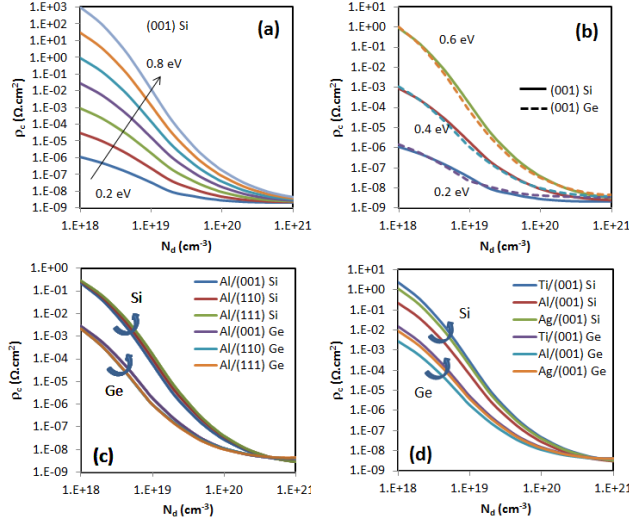 1.E+03
1.E+02
1.E+01
1.E+00
1.E-01
1.E-02
1.E-03
1.E-04
1.E-05
1.E-06
1.E-07
1.E-08
1.E-09
ρc (Ω.cm²)
(001) Si
(a)
0.8 eV
0.2 eV
1.E+18 1.E+19 1.E+20 1.E+21
Nd (cm-3)
1.E+01
1.E+00
1.E-01
1.E-02
1.E-03
1.E-04
1.E-05
1.E-06
1.E-07
1.E-08
1.E-09
ρc (Ω.cm²)
(b)
0.6 eV
(001) Si
(001) Ge
0.4 eV
0.2 eV
1.E+18 1.E+19 1.E+20 1.E+21
Nd (cm-3)
1.E+00
1.E-01
1.E-02
1.E-03
1.E-04
1.E-05
1.E-06
1.E-07
1.E-08
1.E-09
ρc (Ω.cm²)
Si
Ge
Al/(001) Si
Al/(110) Si
Al/(111) Si
Al/(001) Ge
Al/(110) Ge
Al/(111) Ge
(c)
1.E+18 1.E+19 1.E+20 1.E+21
Nd (cm-3)
1.E+01
1.E+00
1.E-01
1.E-02
1.E-03
1.E-04
1.E-05
1.E-06
1.E-07
1.E-08
1.E-09
ρc (Ω.cm²)
Si
Ge
Ti/(001) Si
Al/(001) Si
Ag/(001) Si
Ti/(001) Ge
Al/(001) Ge
Ag/(001) Ge
(d)
1.E+18 1.E+19 1.E+20 1.E+21
Nd (cm-3)